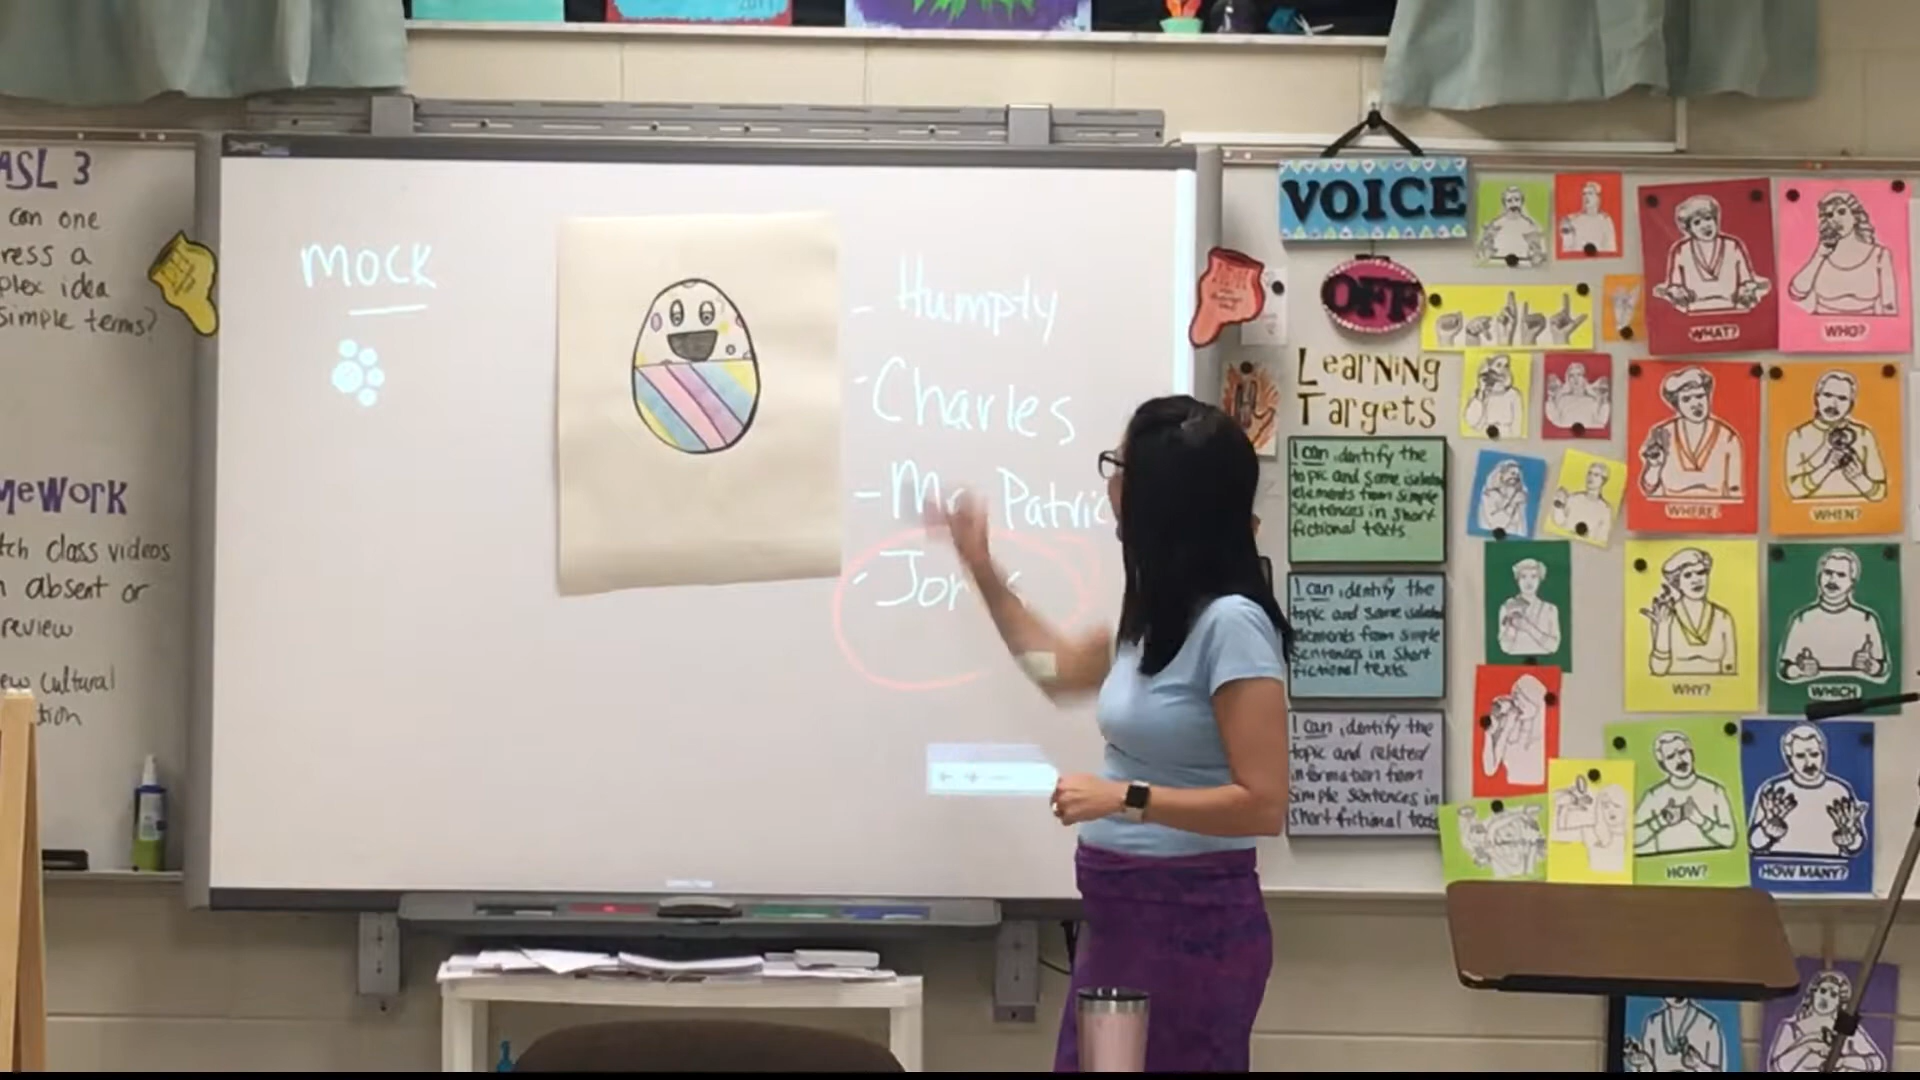 ASL 3
can one
ress a
plex idea
simple terms?
meWork
tch class videos
n absent or
review
ew cultural
tion
MOCK
- Humpty
- Charles
- Patric
- Jon
VOICE
OFF
Learning
Targets
I can identify the
topic and some isolated
elements from simple
sentences in short
fictional texts.
I can identify the
topic and some isolated
elements from simple
sentences in short
fictional texts.
I can identify the
topic and related
information from
simple sentences in
short fictional texts
WHAT?
WHO?
WHERE?
WHEN?
WHY?
WHICH
HOW?
HOW MANY?